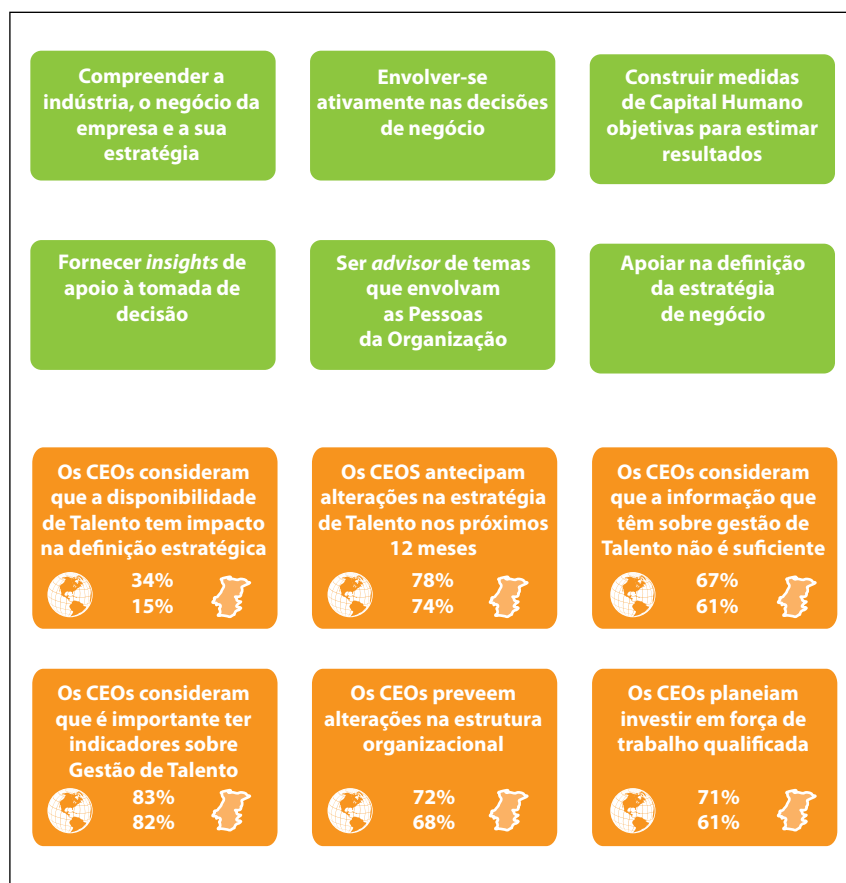 Compreender a
indústria, o negócio da
empresa e a sua
estratégia
Envolver-se
ativamente nas decisões
de negócio
Construir medidas
de Capital Humano
objetivas para estimar
resultados
Fornecer insights de
apoio à tomada de
decisão
Ser advisor de temas
que envolvam
as Pessoas
da Organização
Apoiar na definição
da estratégia
de negócio
Os CEOs consideram
que a disponibilidade
de Talento tem impacto
na definição estratégica
34%
15%
Os CEOS antecipam
alterações na estratégia
de Talento nos próximos
12 meses
78%
74%
Os CEOs consideram
que a informação que
têm sobre gestão de
Talento não é suficiente
67%
61%
Os CEOs consideram
que é importante ter
indicadores sobre
Gestão de Talento
83%
82%
Os CEOs preveem
alterações na estrutura
organizacional
72%
68%
Os CEOs planeiam
investir em força de
trabalho qualificada
71%
61%